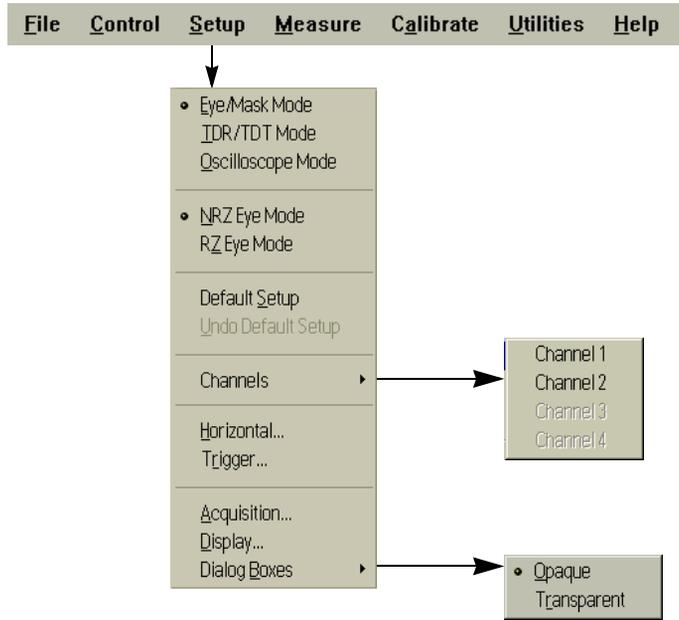 File Control Setup Measure Calibrate Utilities Help
Eye/Mask Mode
TDR/TDT Mode
Oscilloscope Mode
NRZ Eye Mode
RZ Eye Mode
Default Setup
Undo Default Setup
Channels
Horizontal...
Trigger...
Acquisition...
Display...
Dialog Boxes
Channel 1
Channel 2
Channel 3
Channel 4
Opaque
Transparent